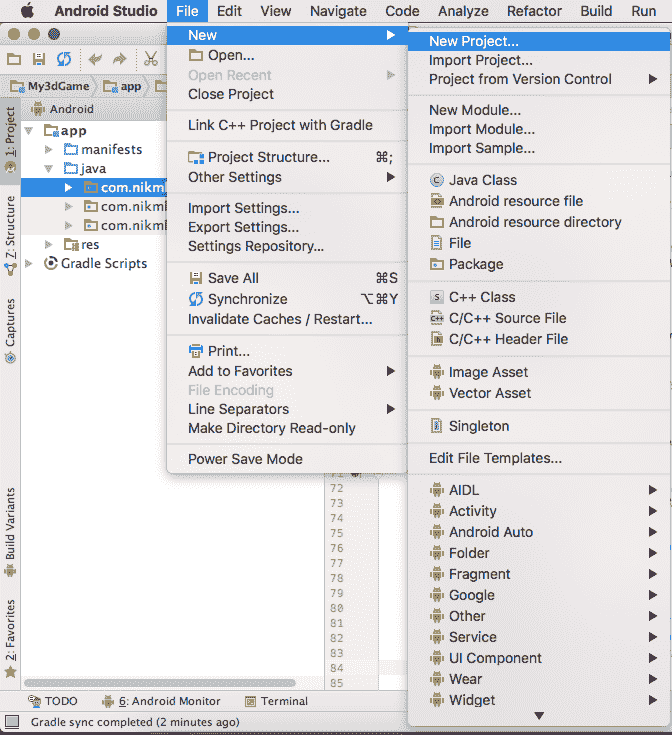 Android Studio File Edit View Navigate Code Analyze Refactor Build Run
My3dGame app
Android
1: Project
Z: Structure
Captures
Build Variants
2: Favorites
app
manifests
java
com.nikm
com.nikml
com.nikml
res
Gradle Scripts
New
Open...
Open Recent
Close Project
Link C++ Project with Gradle
Project Structure... ⌘;
Other Settings
Import Settings...
Export Settings...
Settings Repository...
Save All ⌘S
Synchronize ⌥⌘Y
Invalidate Caches / Restart...
Print...
Add to Favorites
File Encoding
Line Separators
Make Directory Read-only
Power Save Mode
New Project...
Import Project...
Project from Version Control
New Module...
Import Module...
Import Sample...
Java Class
Android resource file
Android resource directory
File
Package
C++ Class
C/C++ Source File
C/C++ Header File
Image Asset
Vector Asset
Singleton
Edit File Templates...
AIDL
Activity
Android Auto
Folder
Fragment
Google
Other
Service
UI Component
Wear
Widget
71
72
73
74
75
76
77
78
79
80
81
82
83
84
85
TODO 6: Android Monitor Terminal
Gradle sync completed (2 minutes ago)